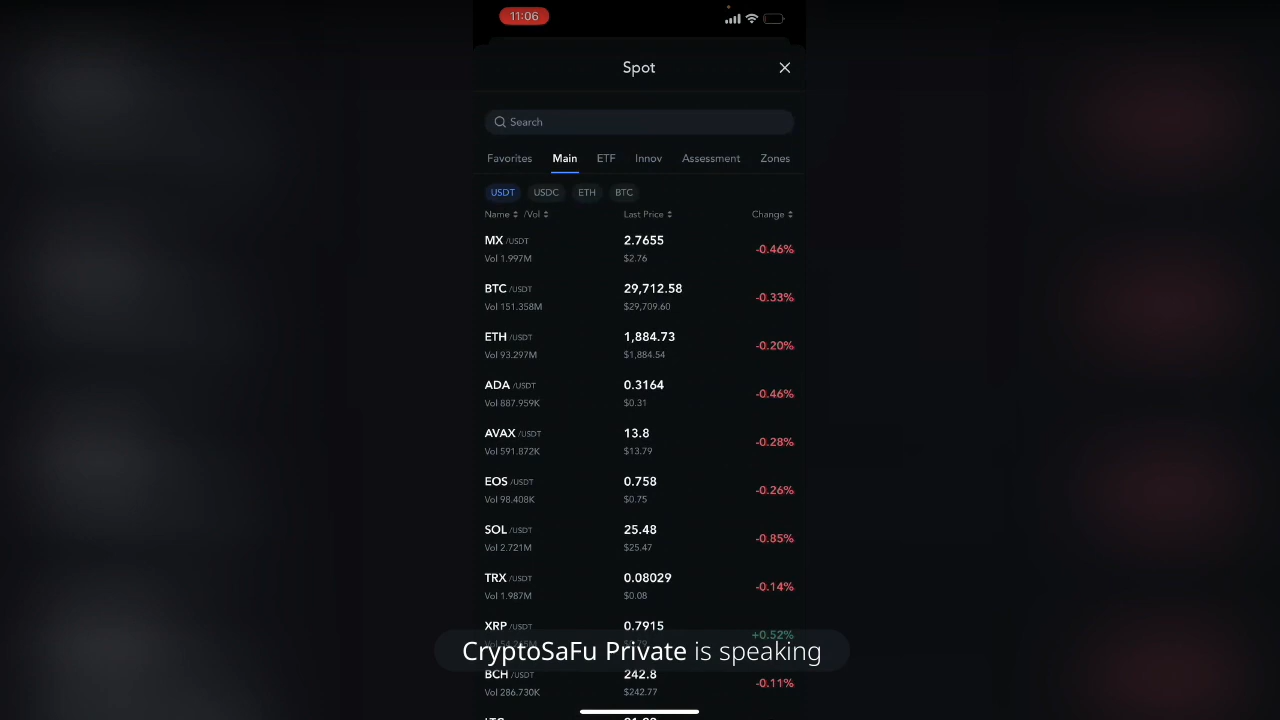 11:06
Spot
Search
Favorites Main ETF Innov Assessment Zones
USDT USDC ETH BTC
Name /Vol Last Price Change
MX /USDT 2.7655 -0.46%
Vol 1.997M $2.76
BTC /USDT 29,712.58 -0.33%
Vol 151.358M $29,709.60
ETH /USDT 1,884.73 -0.20%
Vol 93.297M $1,884.54
ADA /USDT 0.3164 -0.46%
Vol 887.959K $0.31
AVAX /USDT 13.8 -0.28%
Vol 591.872K $13.79
EOS /USDT 0.758 -0.26%
Vol 98.408K $0.75
SOL /USDT 25.48 -0.85%
Vol 2.721M $25.47
TRX /USDT 0.08029 -0.14%
Vol 1.987M $0.08
XRP /USDT 0.7915 +0.52%
CryptoSaFu Private is speaking
BCH /USDT 242.8 -0.11%
Vol 286.730K $242.77